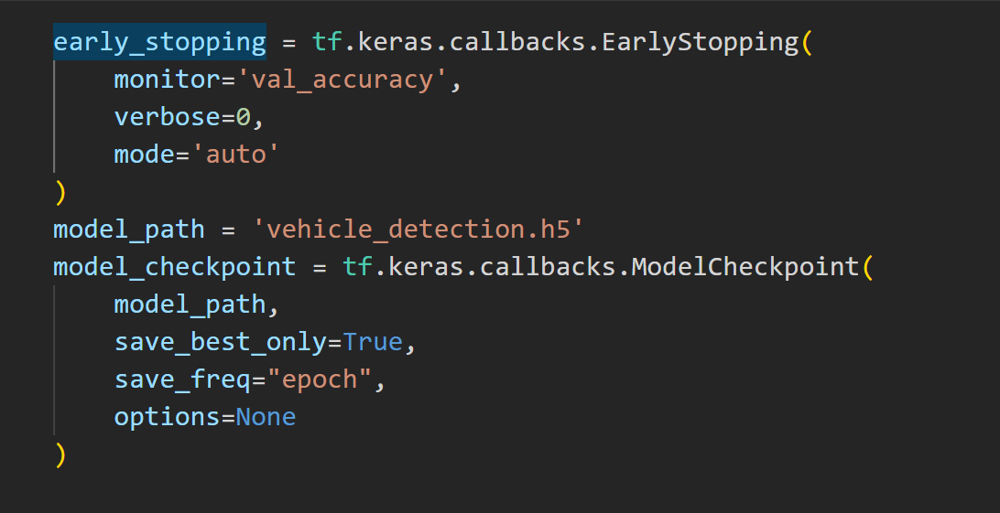 early_stopping = tf.keras.callbacks.EarlyStopping(
    monitor='val_accuracy',
    verbose=0,
    mode='auto'
)
model_path = 'vehicle_detection.h5'
model_checkpoint = tf.keras.callbacks.ModelCheckpoint(
    model_path,
    save_best_only=True,
    save_freq="epoch",
    options=None
)